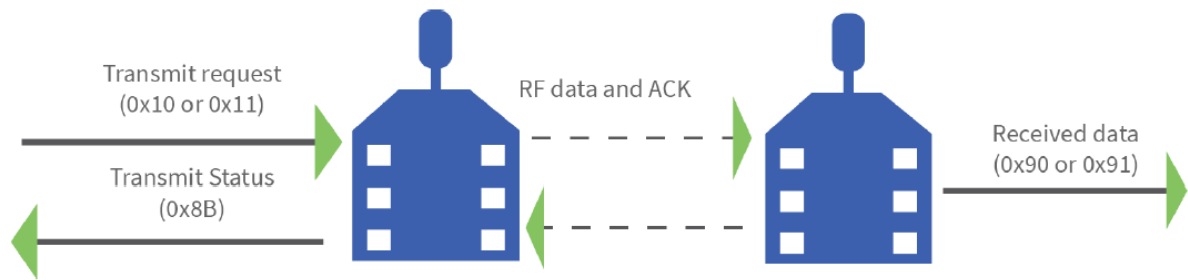 Transmit request
(0x10 or 0x11)
Transmit Status
(0x8B)
RF data and ACK
Received data
(0x90 or 0x91)